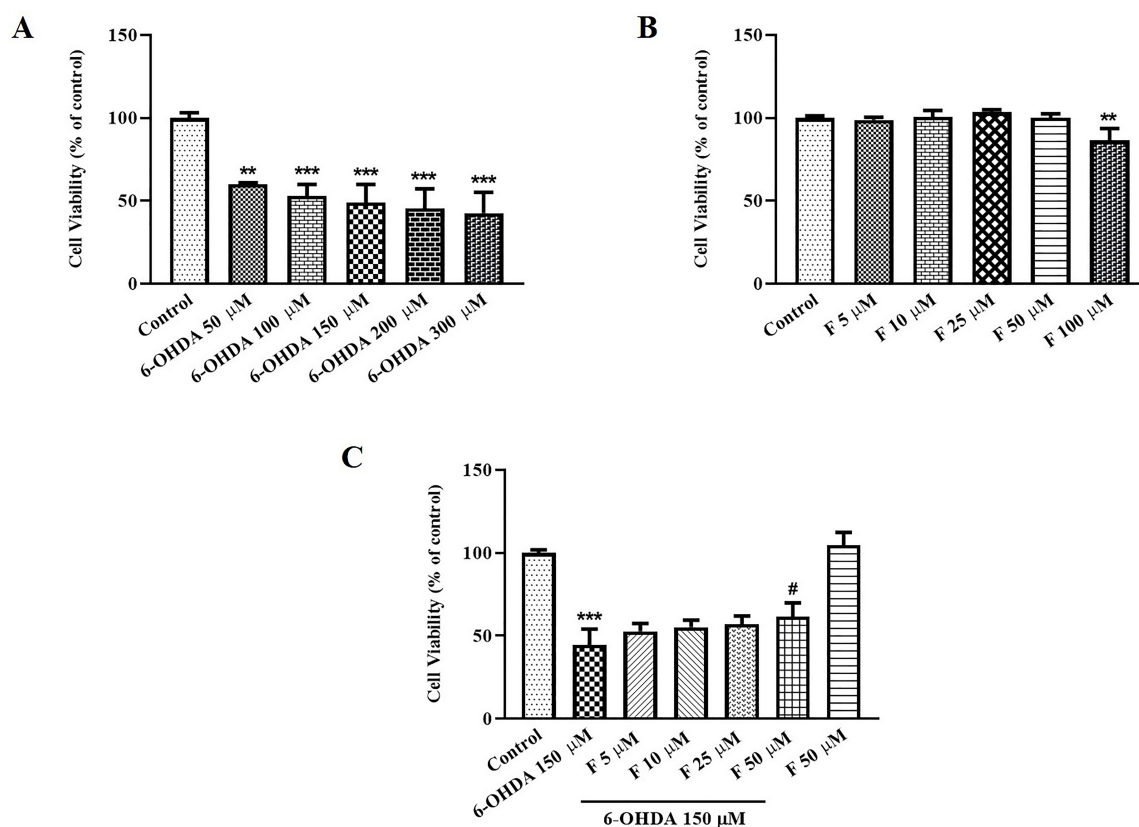 A
Cell Viability (% of control)
150
100
50
0
**
***
***
***
***
Control
6-OHDA 50 μM
6-OHDA 100 μM
6-OHDA 150 μM
6-OHDA 200 μM
6-OHDA 300 μM
B
Cell Viability (% of control)
150
100
50
0
**
Control
F 5 μM
F 10 μM
F 25 μM
F 50 μM
F 100 μM
C
Cell Viability (% of control)
150
100
50
0
***
#
Control
6-OHDA 150 μM
F 5 μM
F 10 μM
F 25 μM
F 50 μM
F 50 μM
6-OHDA 150 μM